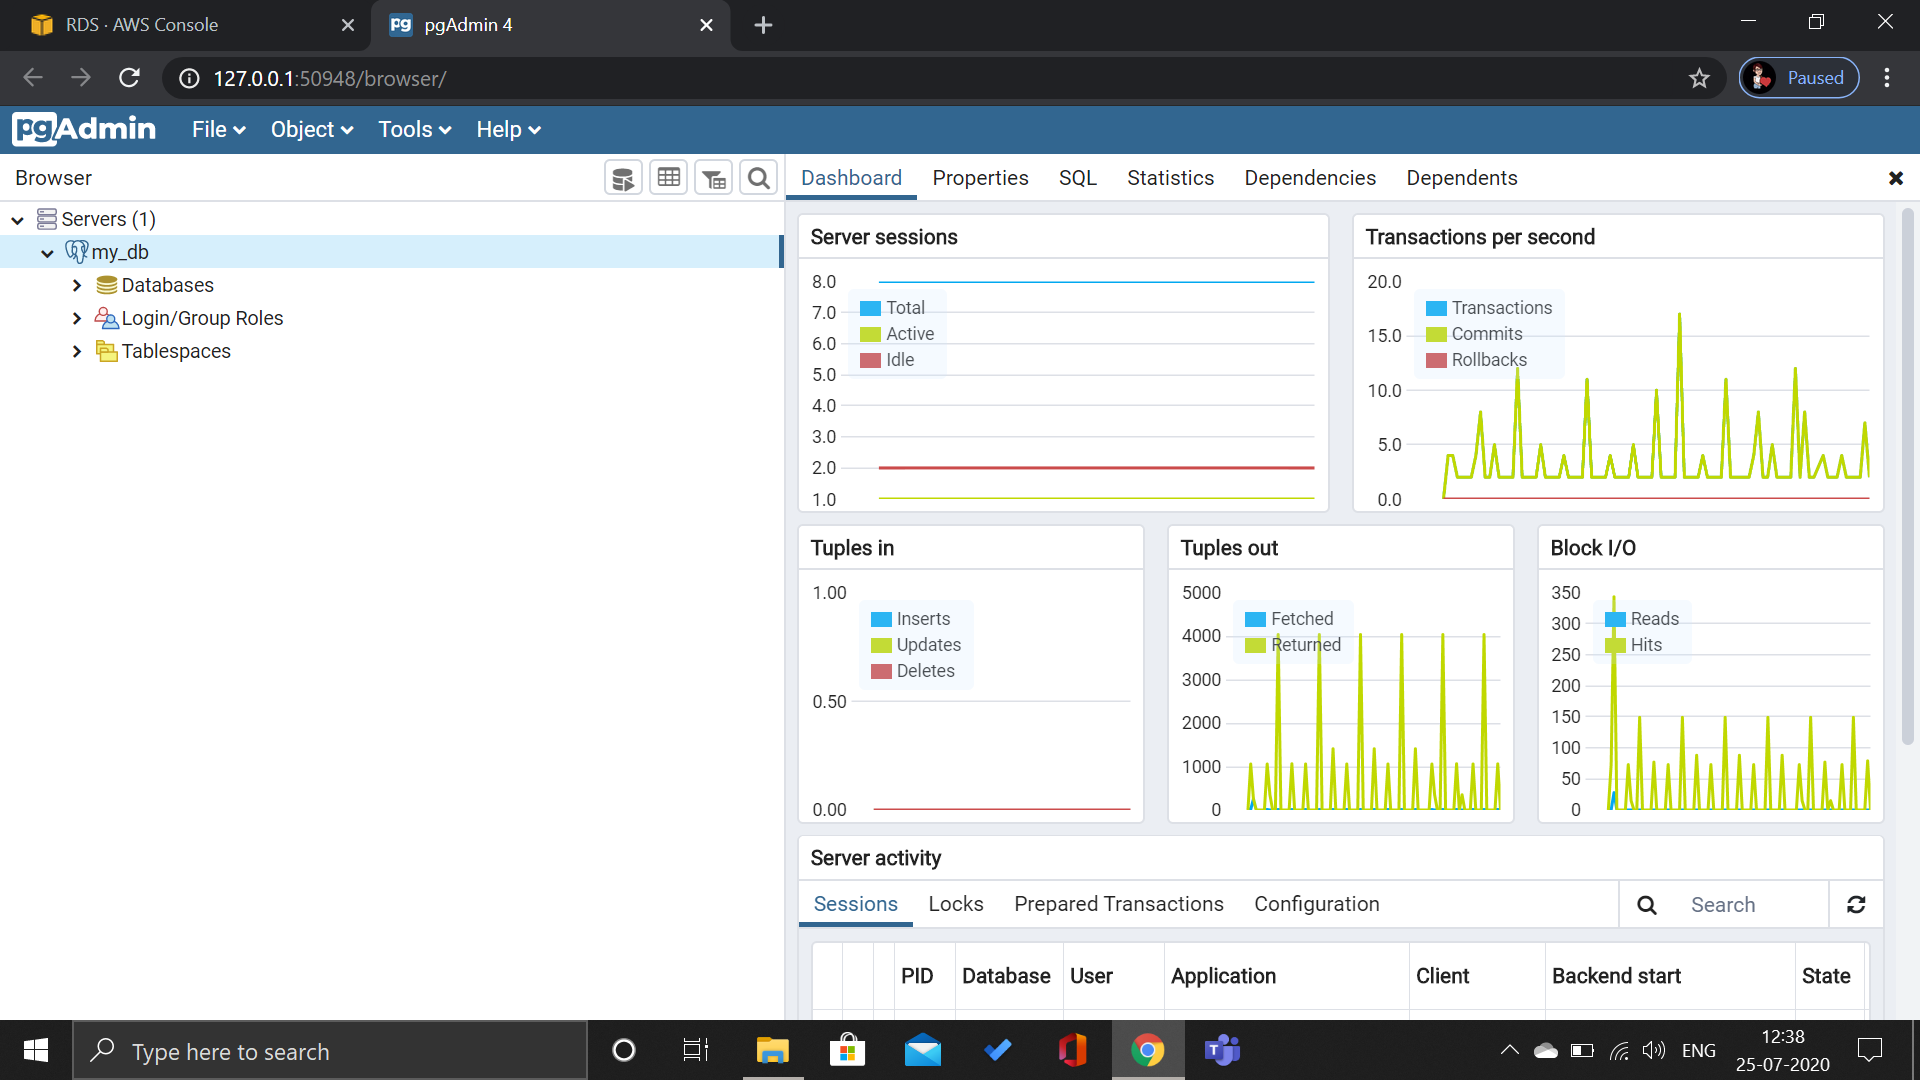 RDS · AWS Console
pgAdmin 4
127.0.0.1:50948/browser/
Paused
pgAdmin
File
Object
Tools
Help
Browser
Dashboard
Properties
SQL
Statistics
Dependencies
Dependents
Servers (1)
my_db
Databases
Login/Group Roles
Tablespaces
Server sessions
8.0
7.0
6.0
5.0
4.0
3.0
2.0
1.0
Total
Active
Idle
Transactions per second
20.0
15.0
10.0
5.0
0.0
Transactions
Commits
Rollbacks
Tuples in
1.00
0.50
0.00
Inserts
Updates
Deletes
Tuples out
5000
4000
3000
2000
1000
0
Fetched
Returned
Block I/O
350
300
250
200
150
100
50
0
Reads
Hits
Server activity
Sessions
Locks
Prepared Transactions
Configuration
Search
PID
Database
User
Application
Client
Backend start
State
Type here to search
ENG
12:38
25-07-2020